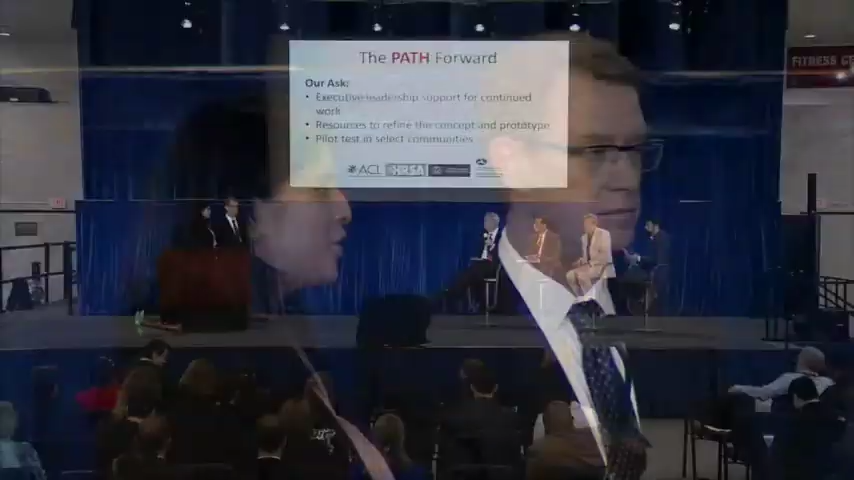 The PATH Forward
FITNESS CE
Our Ask:
• Executive leadership support for continued
work
• Resources to refine the concept and prototype
• Pilot test in select communities
ACL HRSA